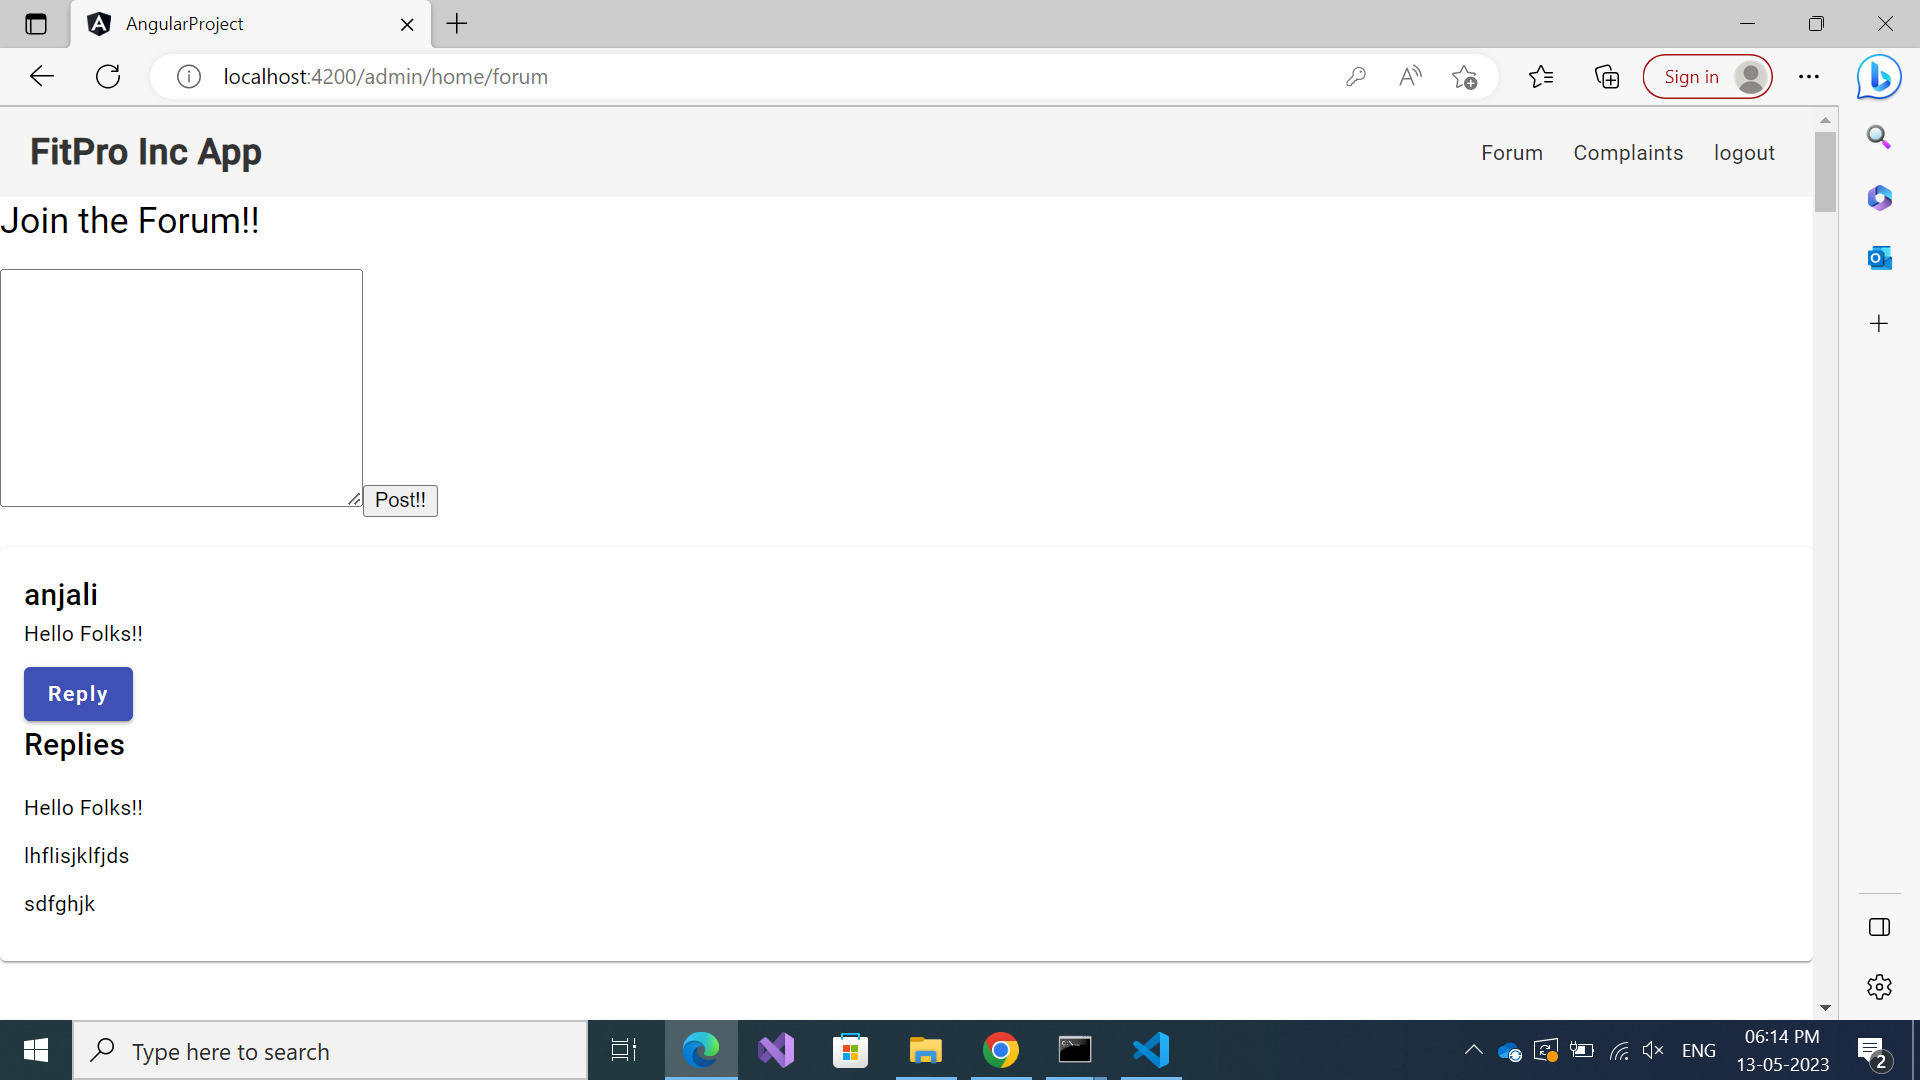 AngularProject
localhost:4200/admin/home/forum
Sign in
FitPro Inc App
Forum Complaints logout
Join the Forum!!
Post!!
anjali
Hello Folks!!
Reply
Replies
Hello Folks!!
lhflisjklfjds
sdfghjk
Type here to search
ENG
06:14 PM
13-05-2023
2